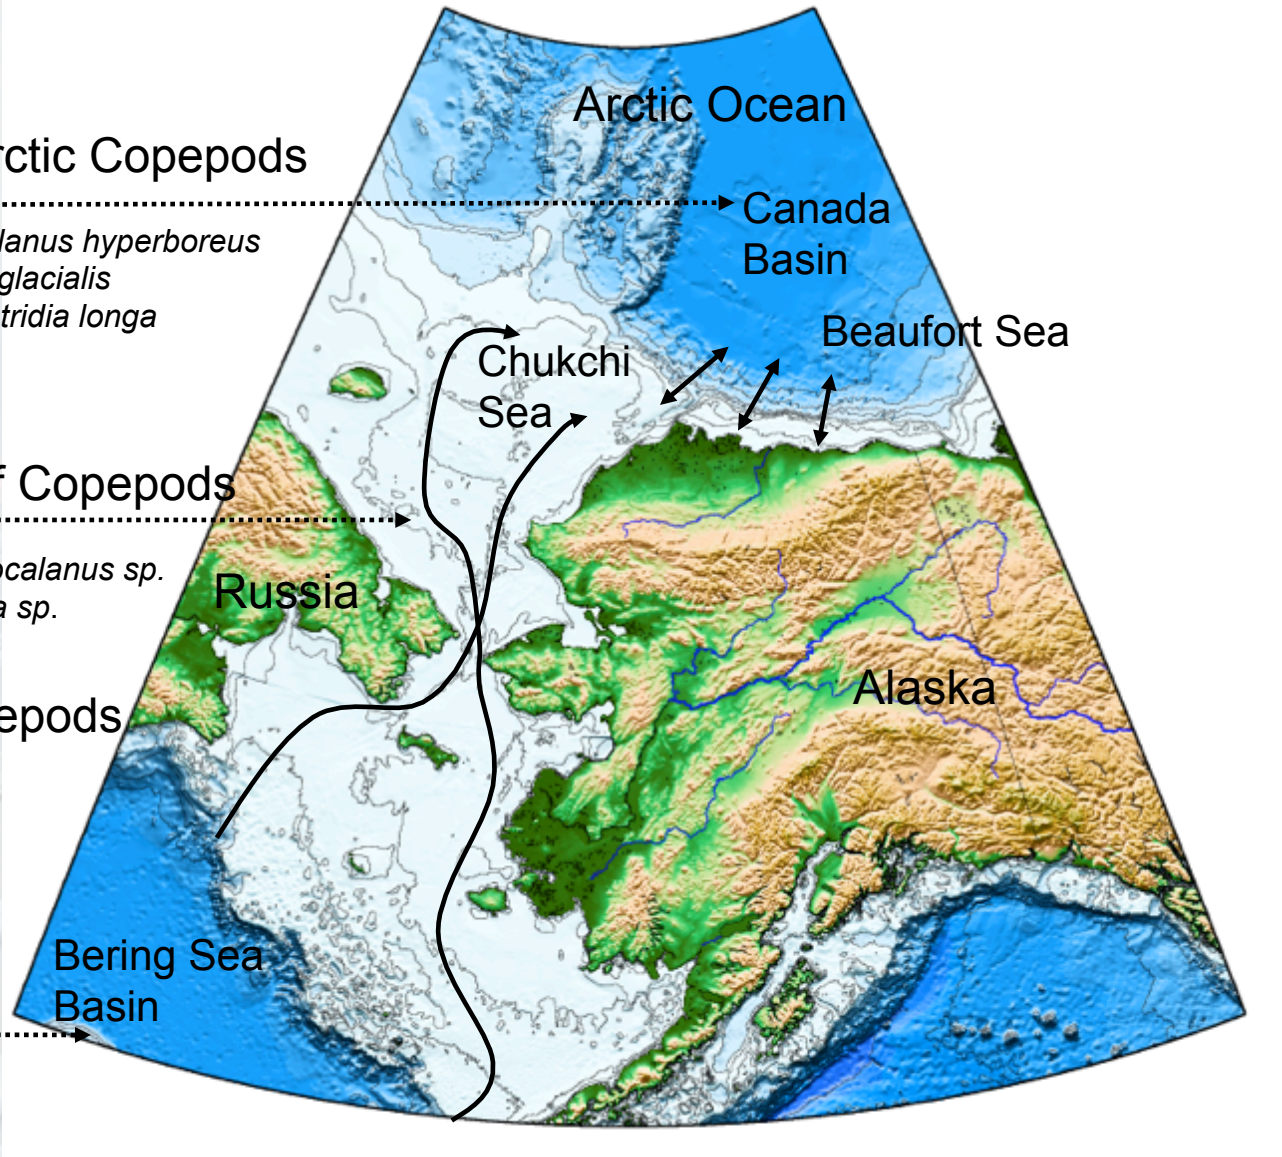 Arctic Ocean
rctic Copepods
Canada
Basin
lanus hyperboreus
glacialis
tridia longa
Beaufort Sea
Chukchi
Sea
f Copepods
ocalanus sp.
a sp.
Russia
Alaska
epods
Bering Sea
Basin